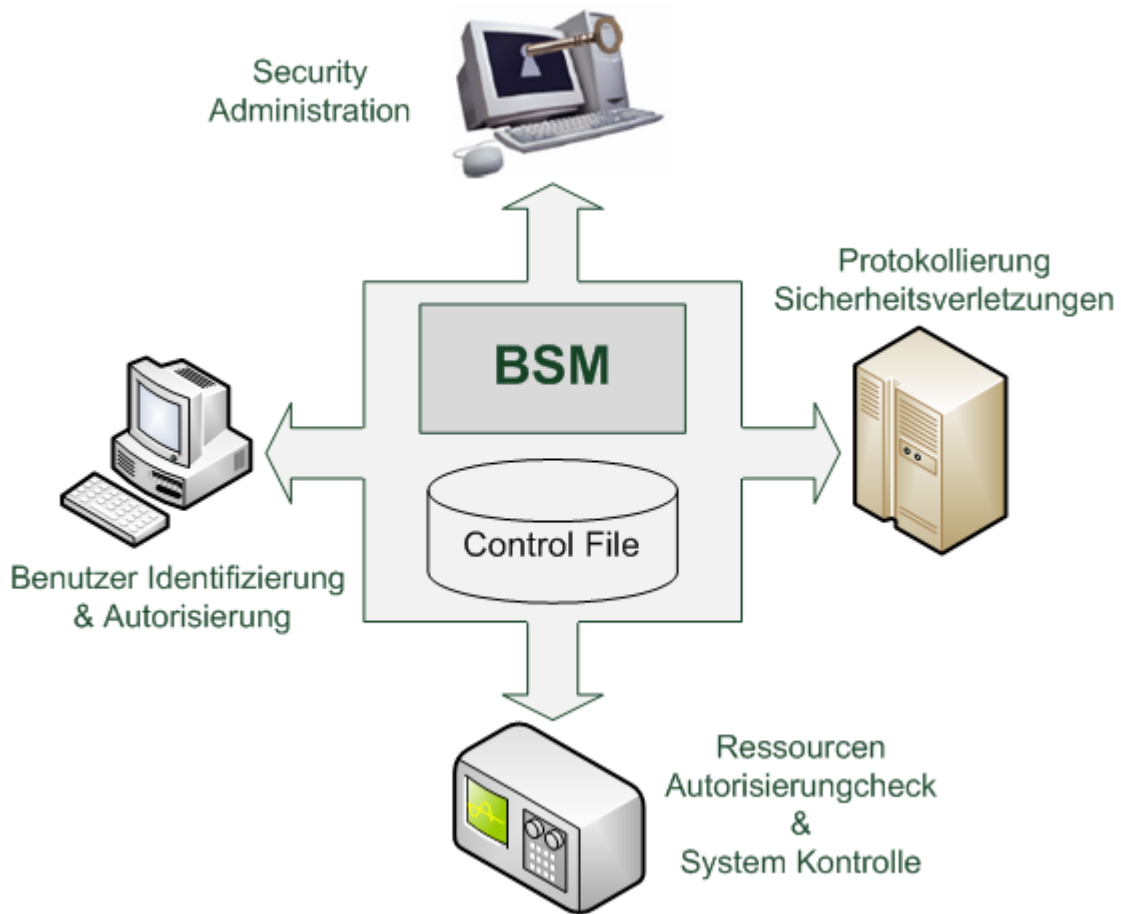 Security
Administration
Protokollierung
Sicherheitsverletzungen
BSM
Control File
Benutzer Identifizierung
& Autorisierung
Ressourcen
Autorisierungcheck
&
System Kontrolle